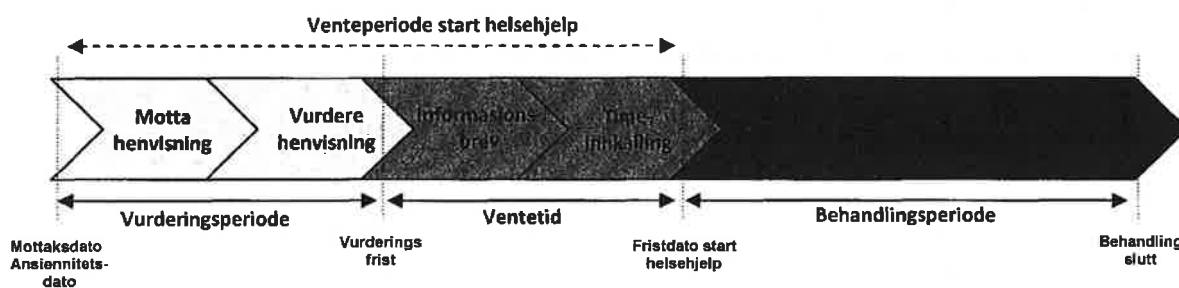 Venteperiode start helsehjelp
Motta
henvisning
Vurdere
henvisning
Informasjons
brev
Time-
innkalling
Vurderingsperiode
Ventetid
Behandlingsperiode
Mottaksdato
Ansiennitets-
dato
Vurderings
frist
Fristdato start
helsehjelp
Behandling
slutt